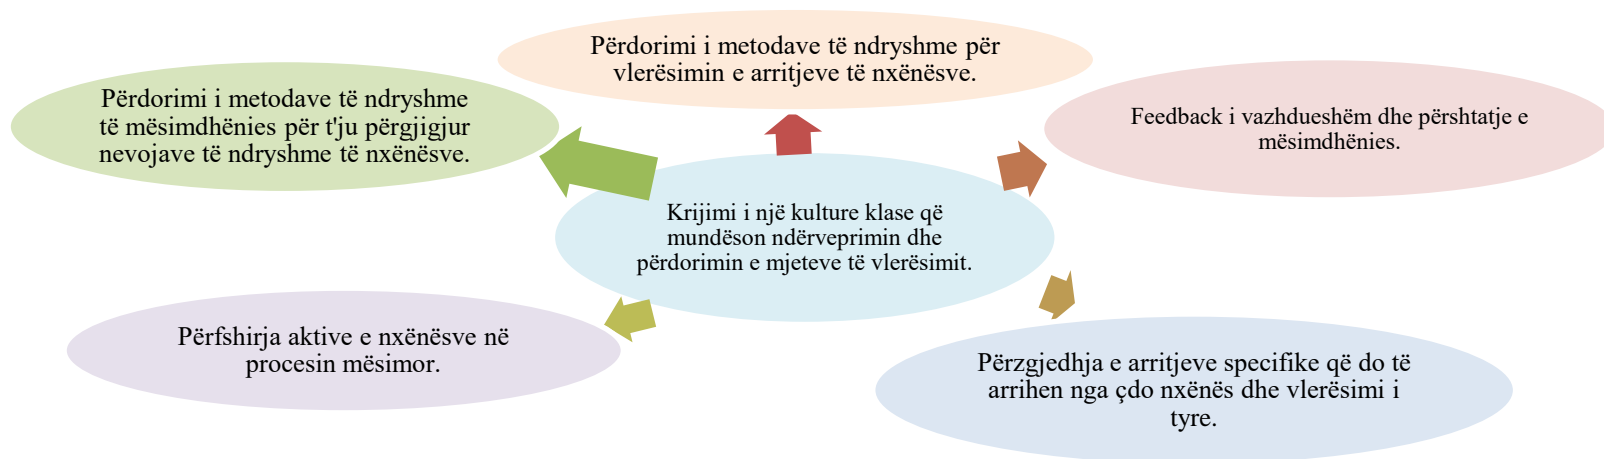 Përdorimi i metodave të ndryshme për
vlerësimin e arritjeve të nxënësve.
Përdorimi i metodave të ndryshme
të mësimdhënies për t'ju përgjigjur
nevojave të ndryshme të nxënësve.
Feedback i vazhdueshëm dhe përshtatje e
mësimdhënies.
Krijimi i një kulture klase që
mundëson ndërveprimin dhe
përdorimin e mjeteve të vlerësimit.
Përfshirja aktive e nxënësve në
procesin mësimor.
Përzgjedhja e arritjeve specifike që do të
arrihen nga çdo nxënës dhe vlerësimi i
tyre.